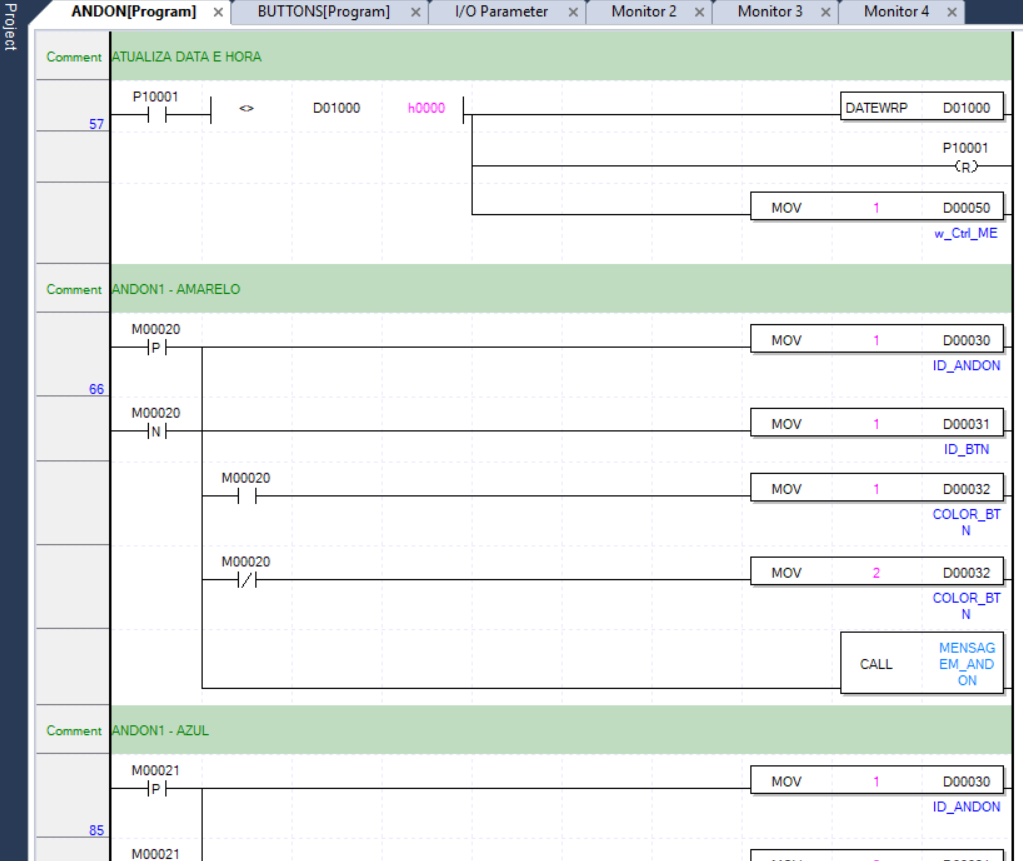 Project
ANDON[Program] × BUTTONS[Program] × I/O Parameter × Monitor 2 × Monitor 3 × Monitor 4 ×
Comment ATUALIZA DATA E HORA
P10001
<> D01000 h0000 DATEWRP D01000
57
P10001
(R)
MOV 1 D00050
w_Ctrl_ME
Comment ANDON1 - AMARELO
M00020
P MOV 1 D00030
ID_ANDON
66
M00020
N MOV 1 D00031
ID_BTN
M00020
MOV 1 D00032
COLOR_BT
N
M00020
MOV 2 D00032
COLOR_BT
N
MENSAG
CALL EM_AND
ON
Comment ANDON1 - AZUL
M00021
P MOV 1 D00030
ID_ANDON
85
M00021